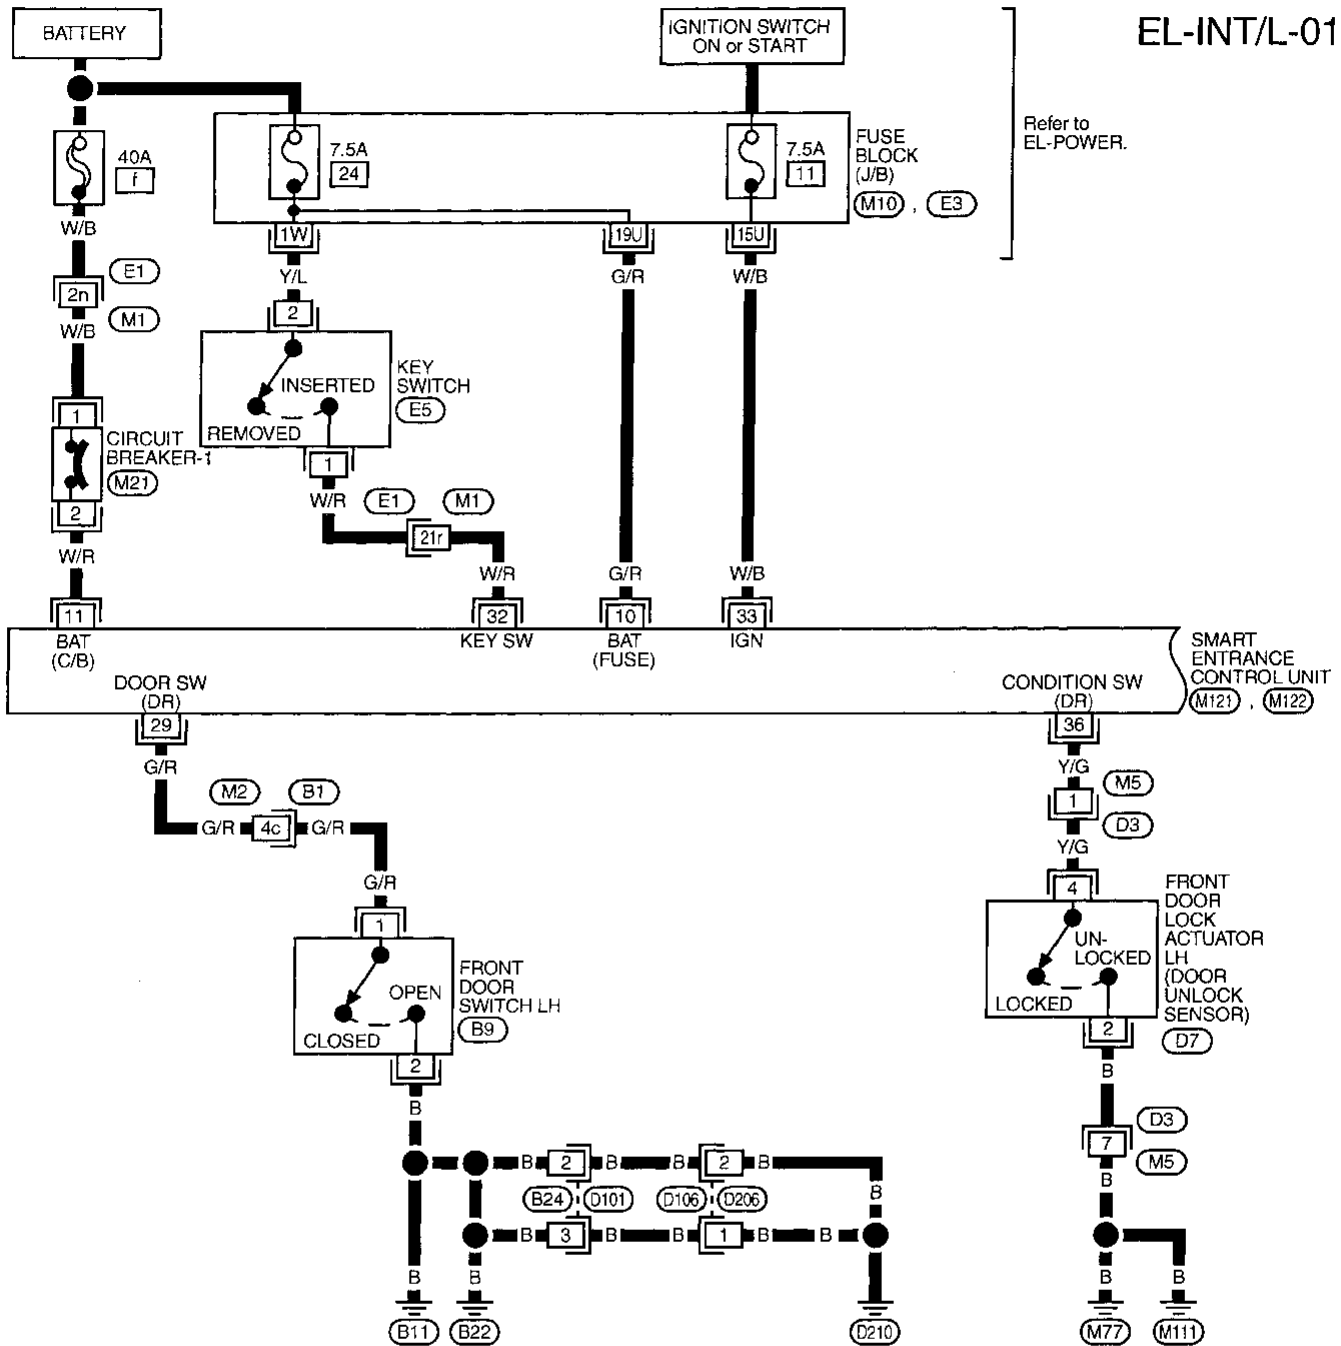 EL-INT/L-01
BATTERY
IGNITION SWITCH
ON or START
Refer to
EL-POWER.
40A
f
7.5A
24
7.5A
11
FUSE
BLOCK
(J/B)
M10 , E3
W/B
1W
19U
15U
E1
2n
M1
Y/L
G/R
W/B
W/B
2
KEY
SWITCH
E5
INSERTED
REMOVED
1
1
CIRCUIT
BREAKER-1
M21
2
W/R
E1
M1
21r
W/R
W/R
G/R
W/B
11
32
10
33
BAT
(C/B)
KEY SW
BAT
(FUSE)
IGN
SMART
ENTRANCE
CONTROL UNIT
M121 , M122
DOOR SW
(DR)
CONDITION SW
(DR)
29
36
G/R
Y/G
M2
B1
M5
1
G/R
4c
G/R
D3
Y/G
G/R
4
1
FRONT
DOOR
LOCK
ACTUATOR
LH
(DOOR
UNLOCK
SENSOR)
D7
UN-
LOCKED
LOCKED
2
FRONT
DOOR
SWITCH LH
B9
OPEN
CLOSED
2
B
B
D3
7
M5
B
B
2
B
B
2
B
B
B24
D101
D106
D206
B
3
B
B
1
B
B
B
B
B
B
B11
B22
D210
M77
M111